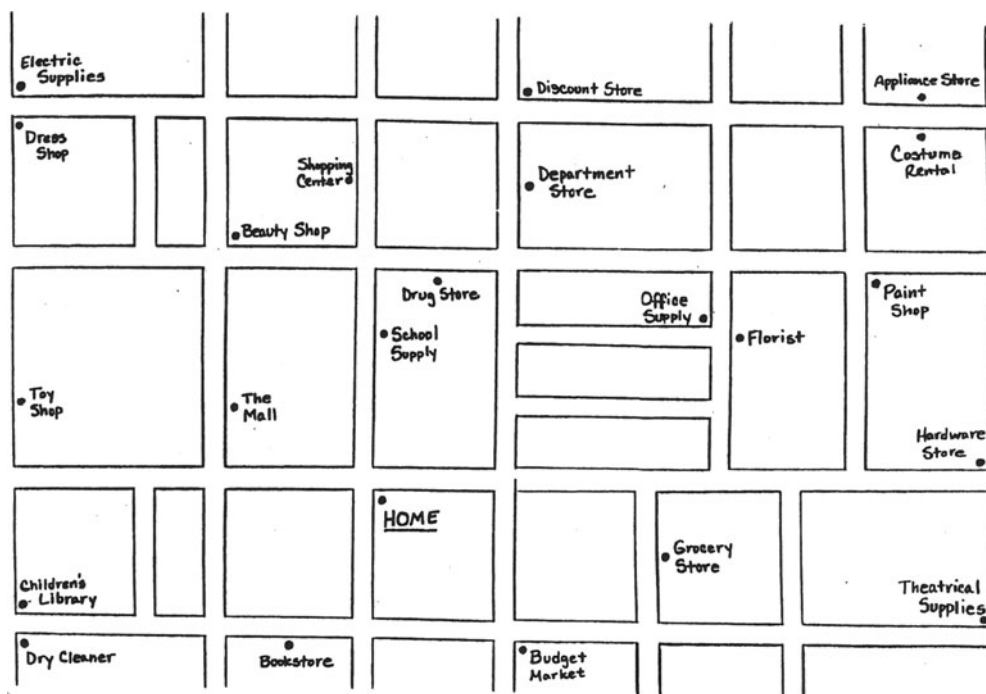 Electric
Supplies
Discount Store
Appliance Store
Dress
Shop
Shopping
Center
Beauty Shop
Department
Store
Costume
Rental
Drug Store
School
Supply
Office
Supply
Florist
Paint
Shop
Toy
Shop
The
Mall
Hardware
Store
HOME
Grocery
Store
Children's
Library
Theatrical
Supplies
Dry Cleaner
Bookstore
Budget
Market